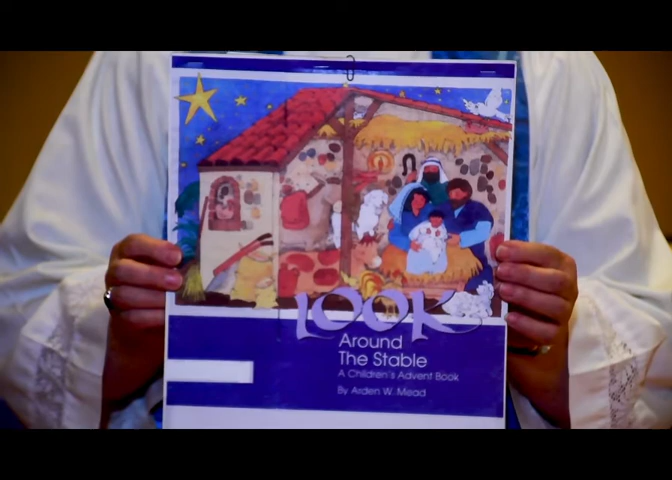 LOOK
Around
The Stable
A Children's Advent Book
By Arden W. Mead